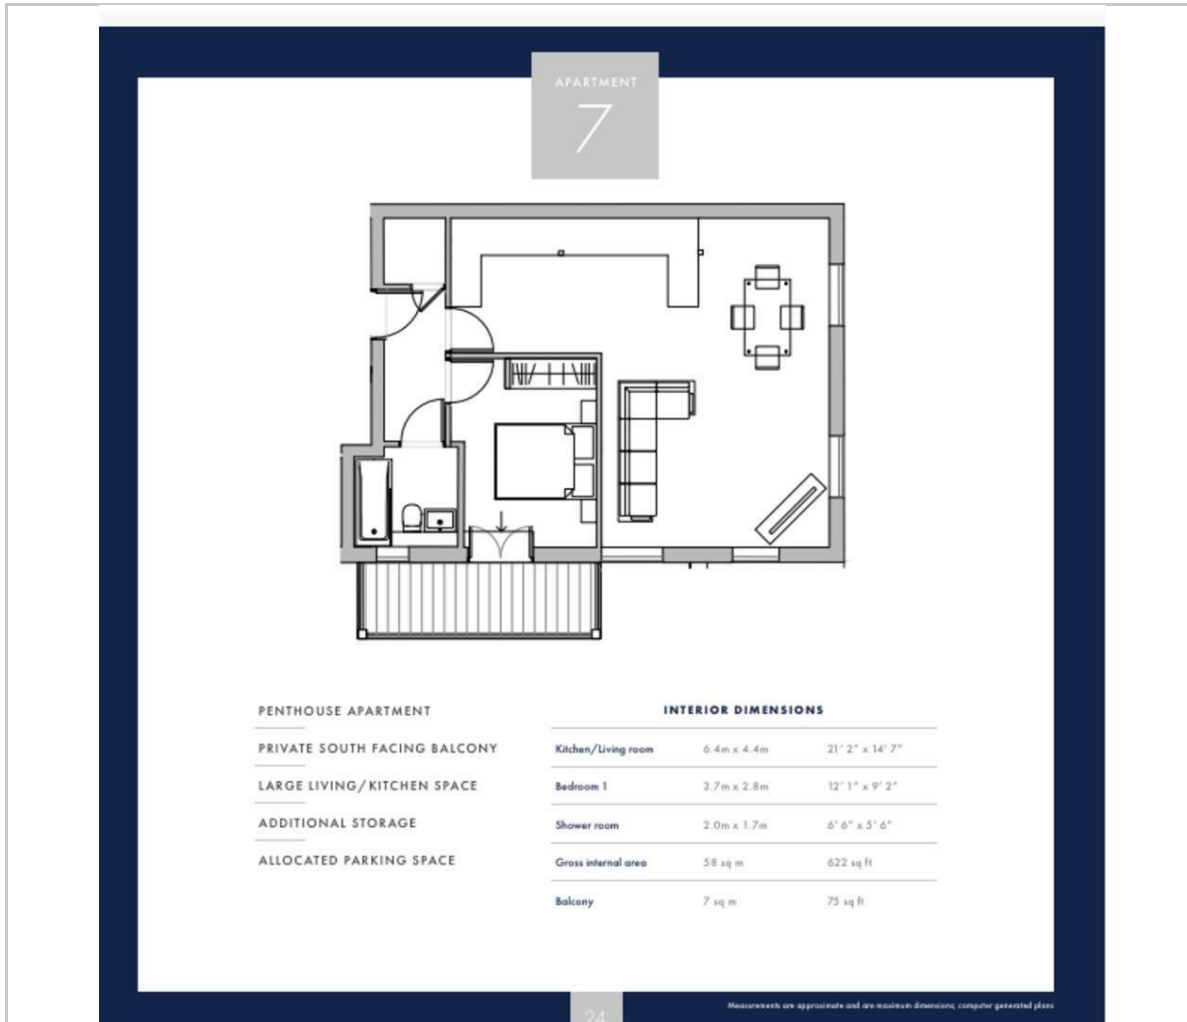 APARTMENT
7
PENTHOUSE APARTMENT
PRIVATE SOUTH FACING BALCONY
LARGE LIVING/KITCHEN SPACE
ADDITIONAL STORAGE
ALLOCATED PARKING SPACE
INTERIOR DIMENSIONS
Kitchen/Living room 6.4m x 4.4m 21' 2" x 14' 7"
Bedroom 1 3.7m x 2.8m 12' 1" x 9' 2"
Shower room 2.0m x 1.7m 6' 6" x 5' 6"
Gross internal area 58 sq m 622 sq ft
Balcony 7 sq m 75 sq ft
Measurements are approximate and are maximum dimensions; computer generated plans
24